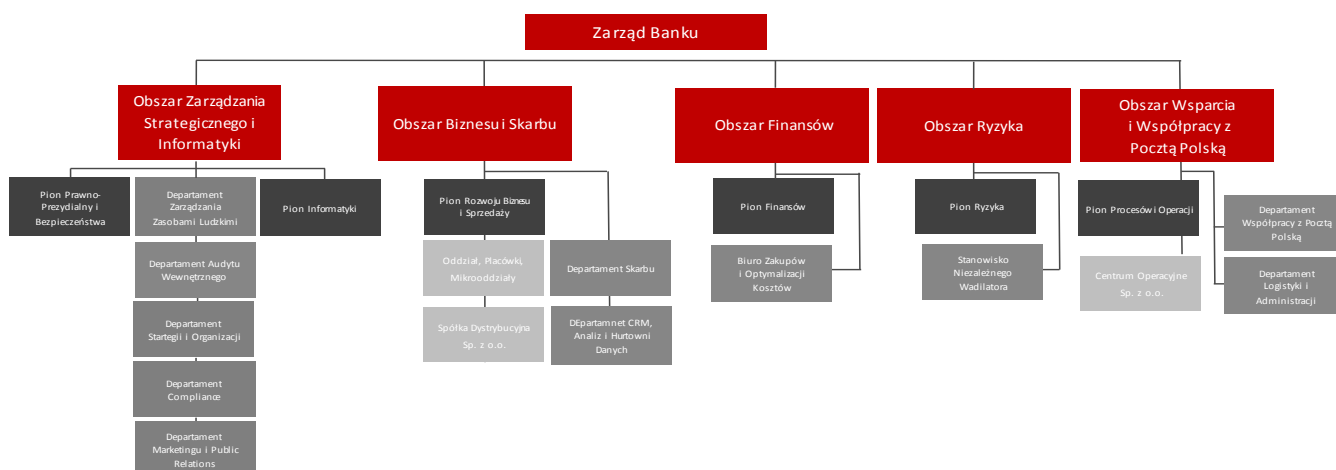 Zarząd Banku
Obszar Zarządzania
Strategicznego i
Informatyki
Obszar Biznesu i Skarbu
Obszar Finansów
Obszar Ryzyka
Obszar Wsparcia
i Współpracy z
Pocztą Polską
Pion Prawno-
Prezydialny i
Bezpieczeństwa
Departament
Zarządzania
Zasobami Ludzkimi
Pion Informatyki
Departament Audytu
Wewnętrznego
Departament
Startegii i Organizacji
Departament
Compliance
Departament
Marketingu i Public
Relations
Pion Rozwoju Biznesu
i Sprzedaży
Oddział, Placówki,
Mikrooddziały
Spółka Dystrybucyjna
Sp. z o.o.
Departament Skarbu
DEpartamnet CRM,
Analiz i Hurtowni
Danych
Pion Finansów
Biuro Zakupów
i Optymalizacji
Kosztów
Pion Ryzyka
Stanowisko
Niezależnego
Wadilatora
Pion Procesów i Operacji
Centrum Operacyjne
Sp. z o.o.
Departament
Współpracy z Pocztą
Polską
Departament
Logistyki i
Administracji